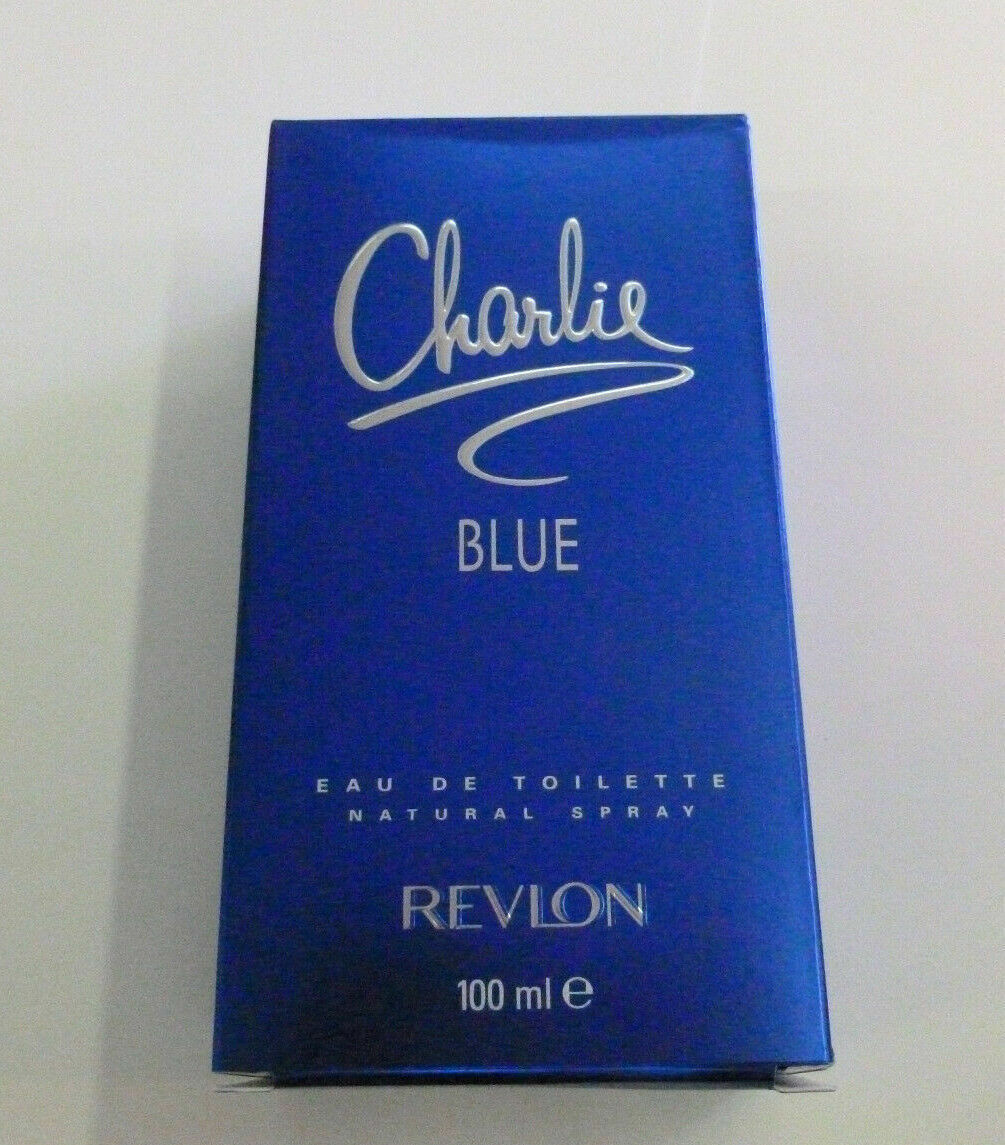 Charlie
BLUE
EAU DE TOILETTE
NATURAL SPRAY
REVLON
100 ml ℮